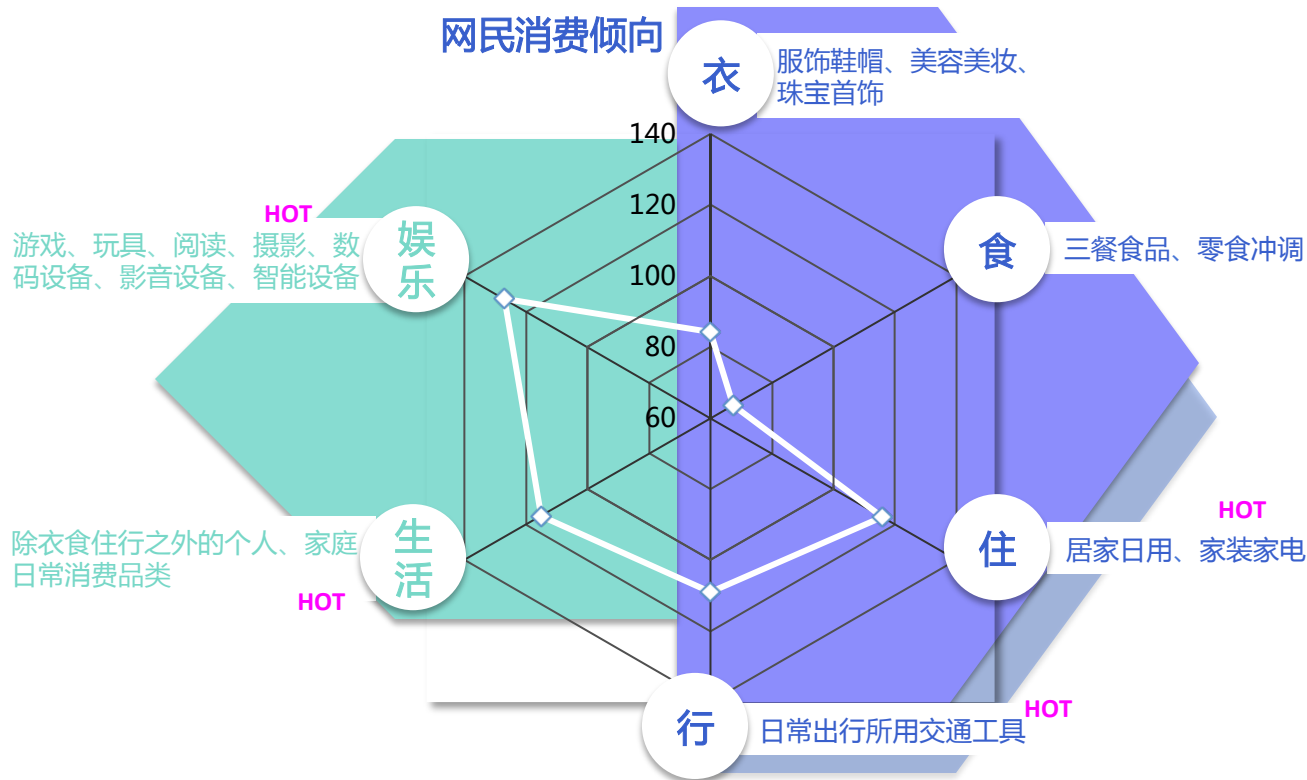 网民消费倾向
衣
服饰鞋帽、美容美妆、
珠宝首饰
140
120
100
80
60
食
三餐食品、零食冲调
HOT
住
居家日用、家装家电
HOT
行
日常出行所用交通工具
HOT
生
活
除衣食住行之外的个人、家庭
日常消费品类
HOT
娱
乐
游戏、玩具、阅读、摄影、数
码设备、影音设备、智能设备